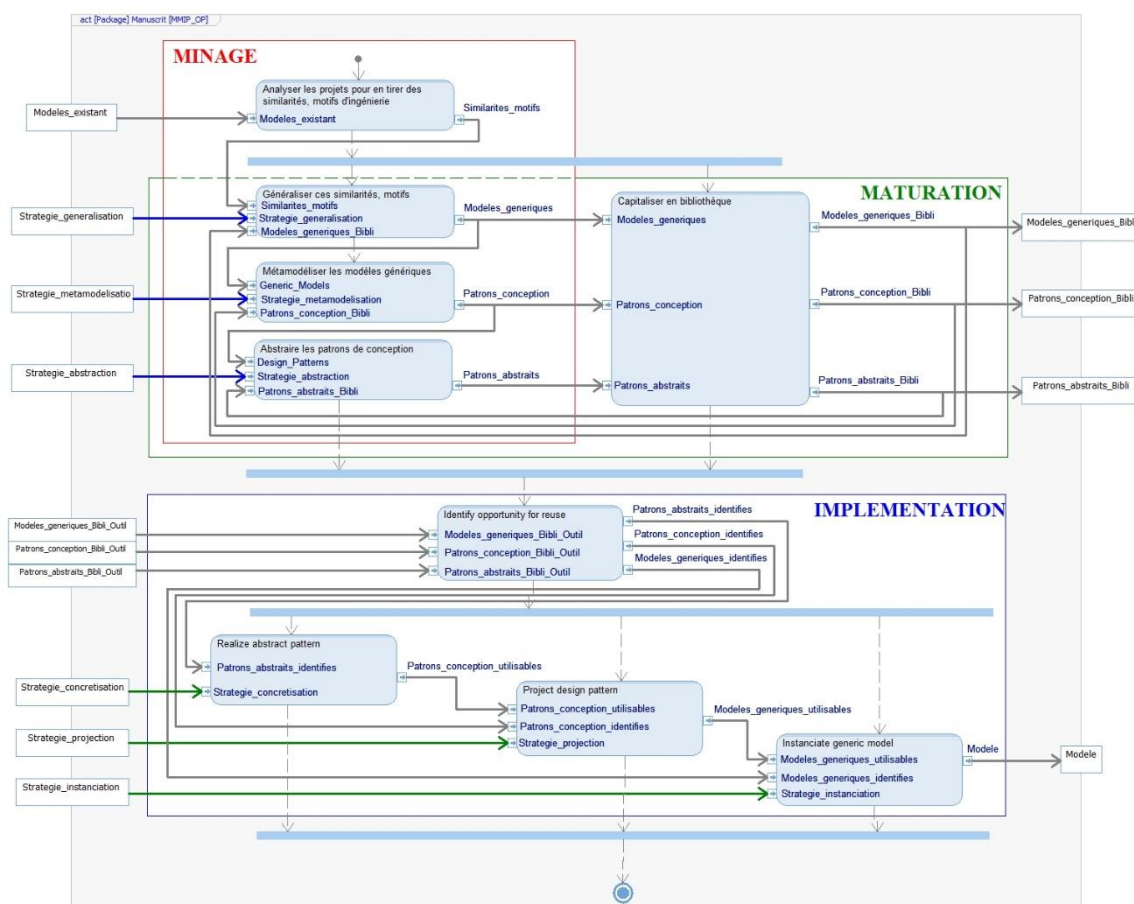 act [Package] Manuscrit [MMIP_OP]
MINAGE
Analyser les projets pour en tirer des
similarités, motifs d'ingénierie
Modeles_existant
Modeles_existant
Similarites_motifs
MATURATION
Généraliser ces similarités, motifs
Similarites_motifs
Strategie_generalisation
Strategie_generalisation
Modeles_generiques_Bibli
Modeles_generiques
Capitaliser en bibliothèque
Modeles_generiques
Modeles_generiques_Bibli
Modeles_generiques_Bibli
Métamodéliser les modèles génériques
Generic_Models
Strategie_metamodelisatio
Strategie_metamodelisation
Patrons_conception_Bibli
Patrons_conception
Patrons_conception
Patrons_conception_Bibli
Patrons_conception_Bibli
Abstraire les patrons de conception
Design_Patterns
Strategie_abstraction
Strategie_abstraction
Patrons_abstraits_Bibli
Patrons_abstraits
Patrons_abstraits
Patrons_abstraits_Bibli
Patrons_abstraits_Bibli
IMPLEMENTATION
Identify opportunity for reuse
Modeles_generiques_Bibli_Outil
Modeles_generiques_Bibli_Outil
Patrons_conception_Bibli_Outil
Patrons_conception_Bibli_Outil
Patrons_abstraits_Bibli_Outil
Patrons_abstraits_Bibli_Outil
Patrons_abstraits_identifies
Patrons_conception_identifies
Modeles_generiques_identifies
Realize abstract pattern
Patrons_abstraits_identifies
Strategie_concretisation
Strategie_concretisation
Patrons_conception_utilisables
Project design pattern
Patrons_conception_utilisables
Patrons_conception_identifies
Strategie_projection
Strategie_projection
Modeles_generiques_utilisables
Instanciate generic model
Modeles_generiques_utilisables
Modeles_generiques_identifies
Strategie_instanciation
Strategie_instanciation
Modele
Modele